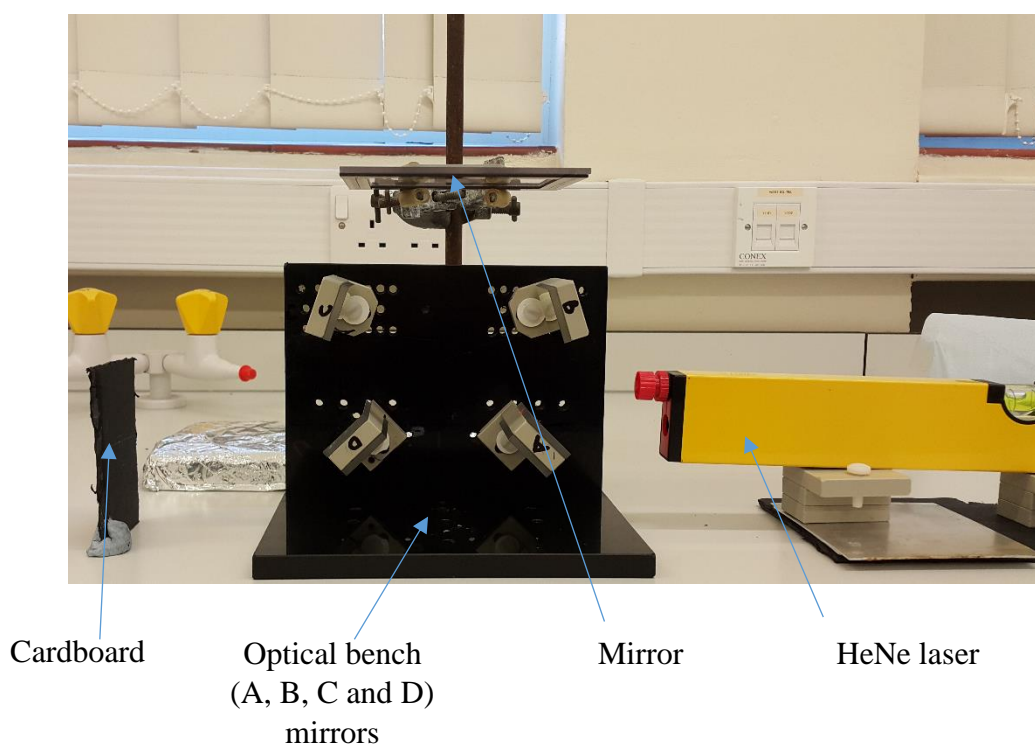 CONEX
C
B
D
A
Cardboard
Optical bench
(A, B, C and D)
mirrors
Mirror
HeNe laser